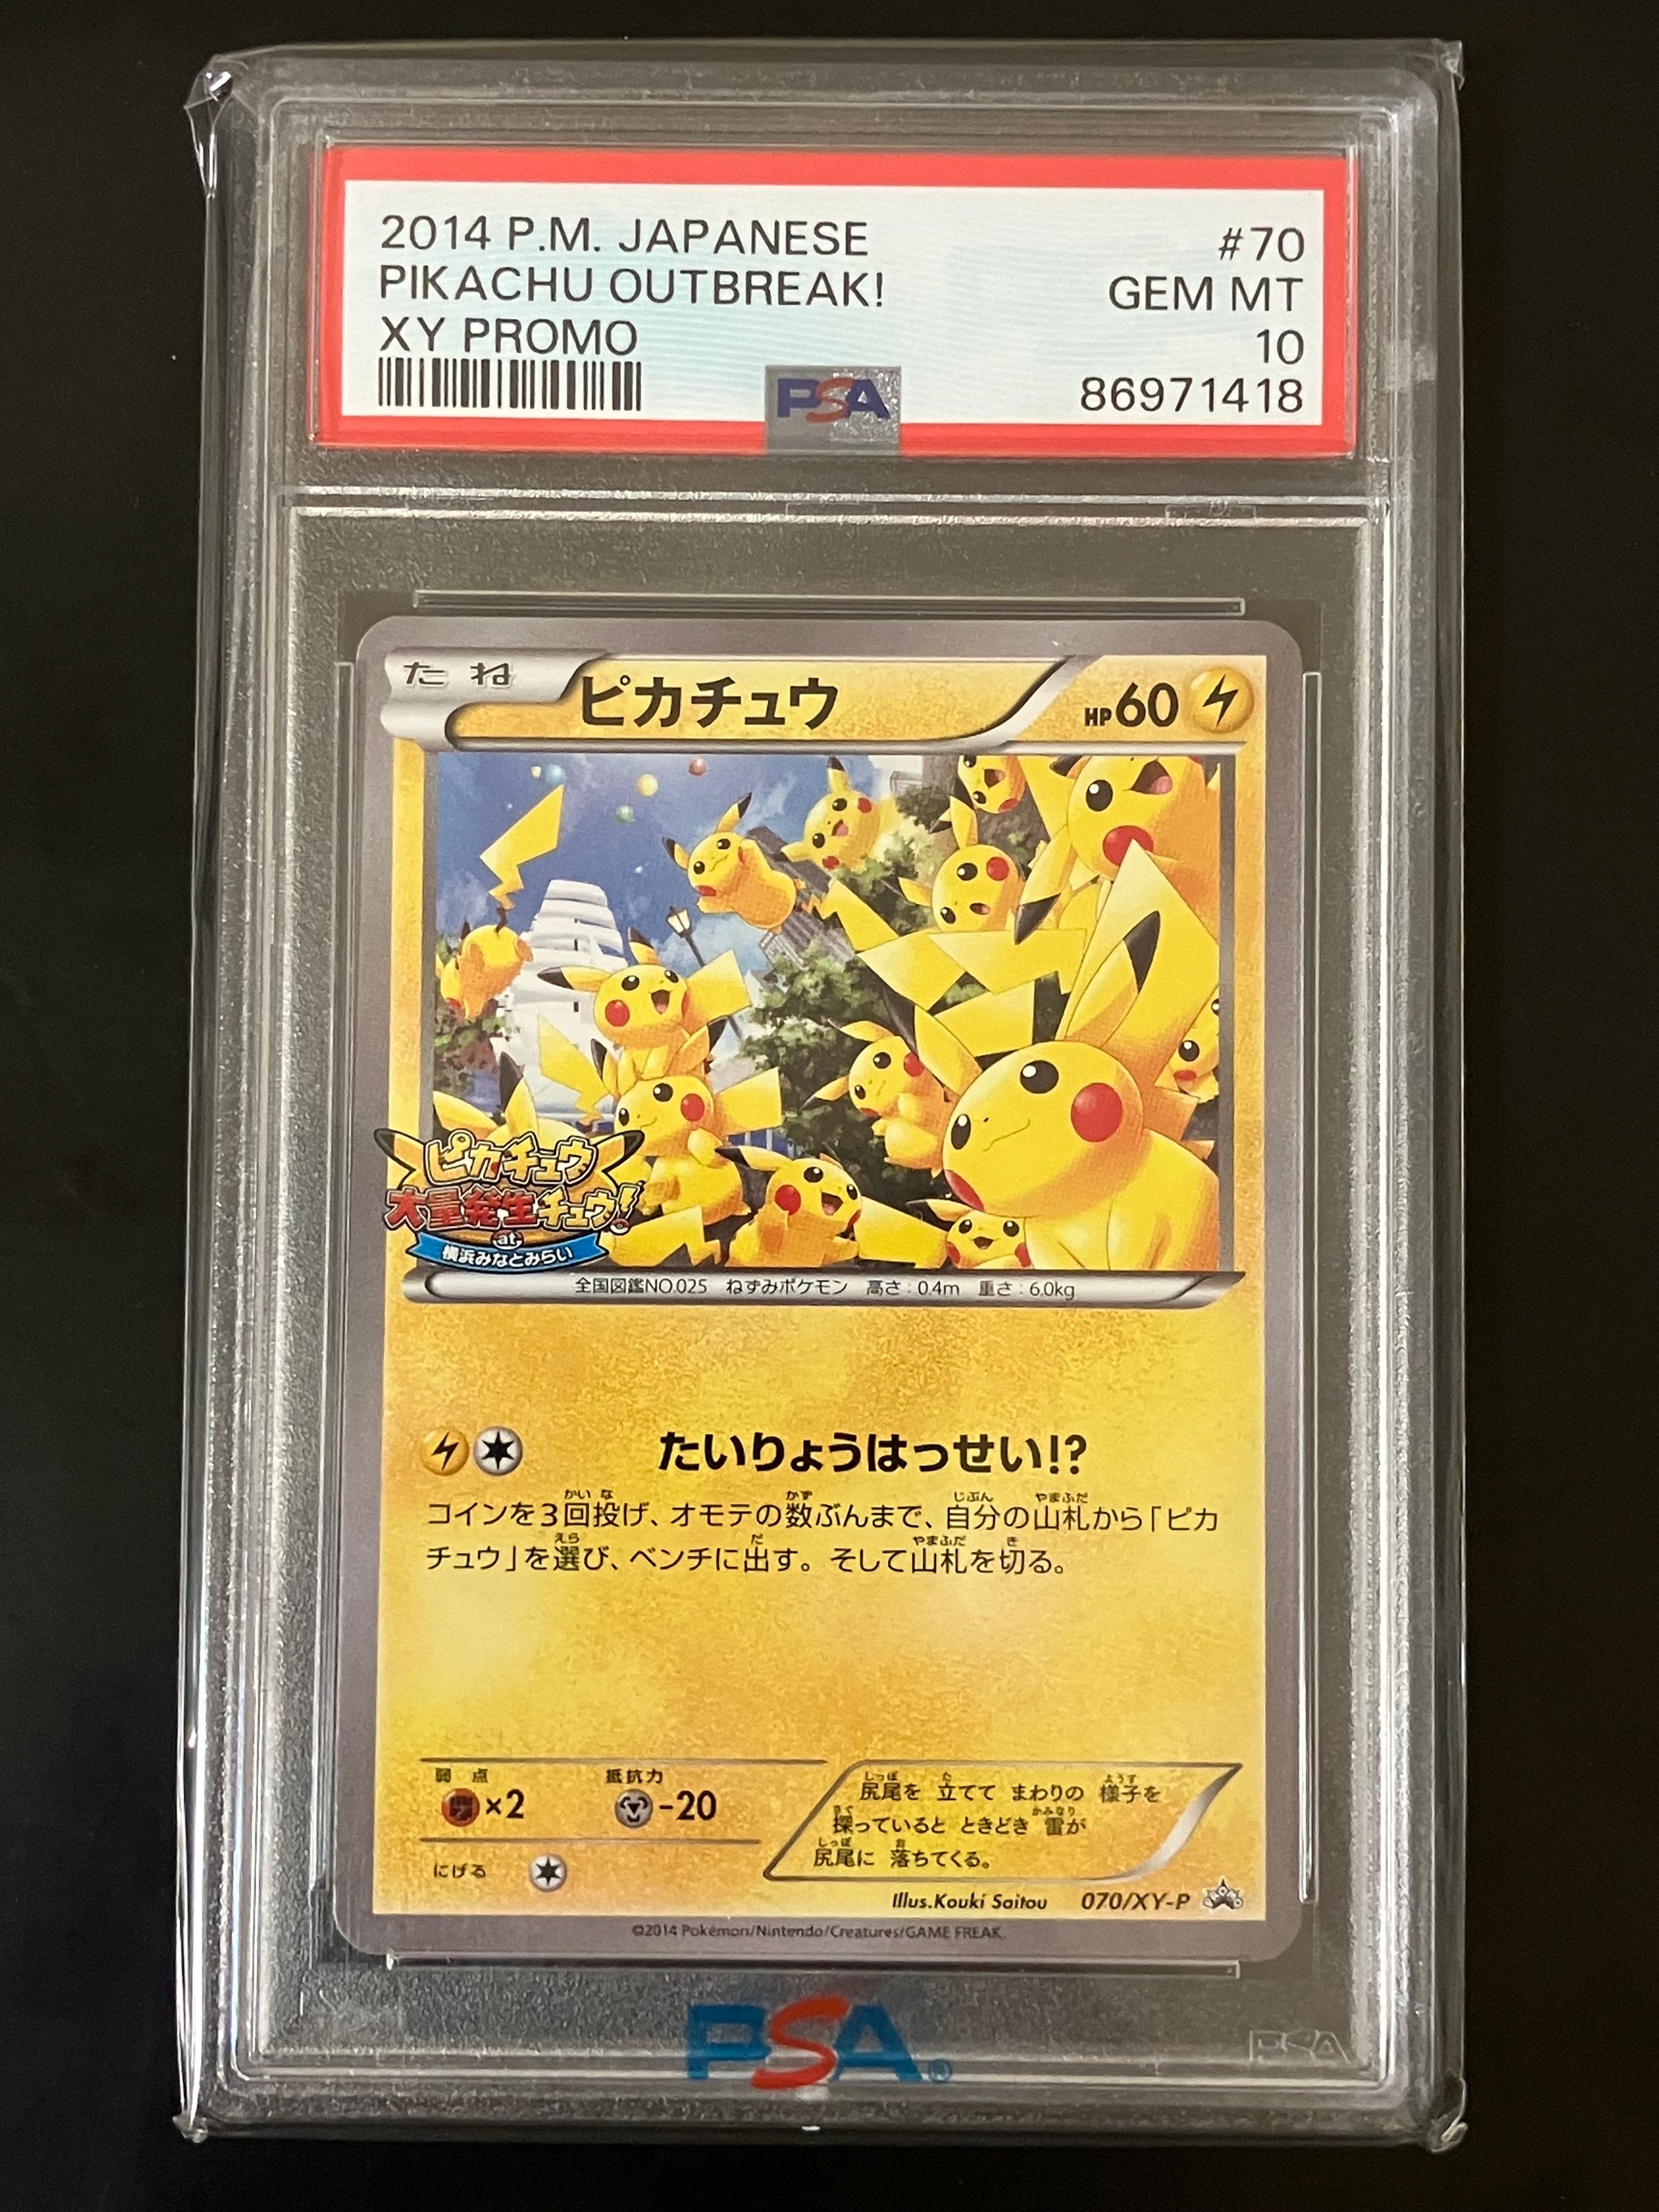 2014 P.M. JAPANESE #70
PIKACHU OUTBREAK! GEM MT
XY PROMO 10
PSA 86971418
たね ピカチュウ HP60
ピカチュウ
大量発生チュウ!
at
横浜みなとみらい
全国図鑑NO.025 ねずみポケモン 高さ:0.4m 重さ:6.0kg
たいりょうはっせい!?
コインを3回投げ、オモテの数ぶんまで、自分の山札から「ピカ
チュウ」を選び、ベンチに出す。そして山札を切る。
弱点 抵抗力
×2 -20
にげる
尻尾を 立てて まわりの 様子を
探っていると ときどき 雷が
尻尾に 落ちてくる。
Illus.Kouki Saitou 070/XY-P
©2014 Pokémon/Nintendo/Creatures/GAME FREAK.
PSA®
PSA